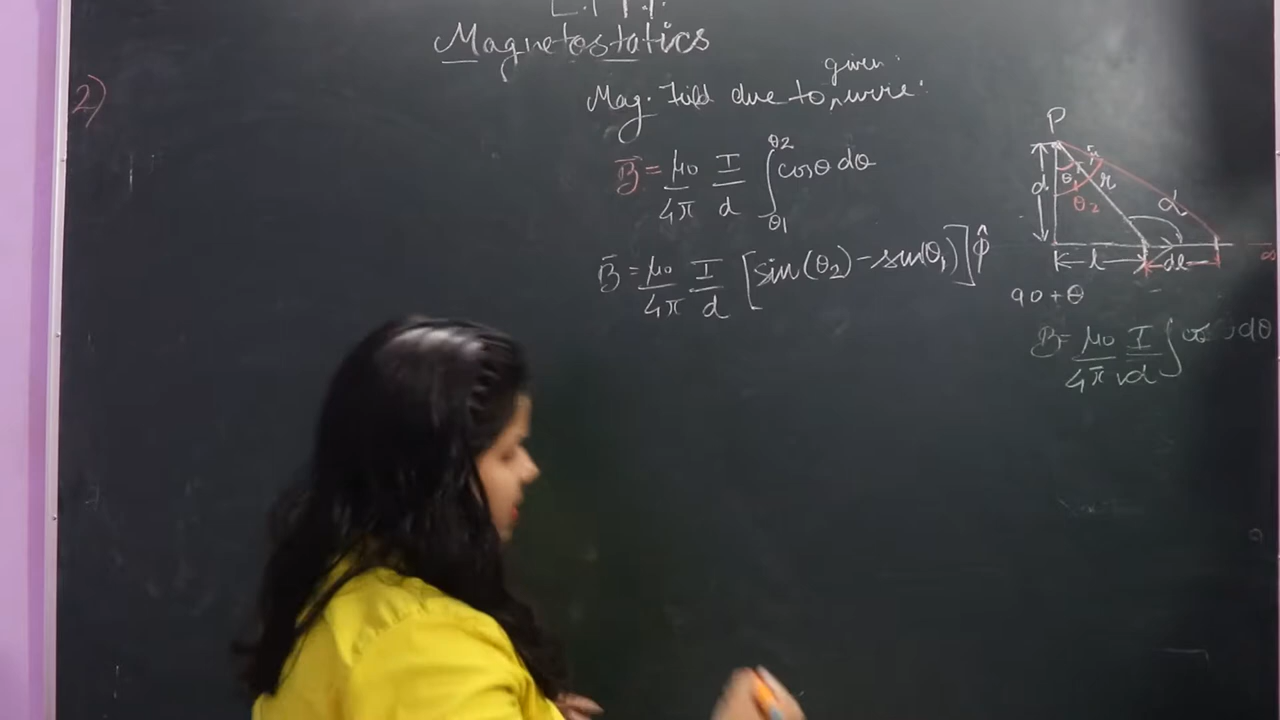 E.M.T.
Magnetostatics
2)
given
Mag. field due to wire:
B⃗ = μ₀/4π I/d ∫_θ1^θ2 cosθ dθ
B⃗ = μ₀/4π I/d [sin(θ₂) - sin(θ₁)] φ̂
P
d
θ₁
θ₂
r
α
l
dl
∞
90 + θ
B = μ₀/4π I/d ∫ cos dθ